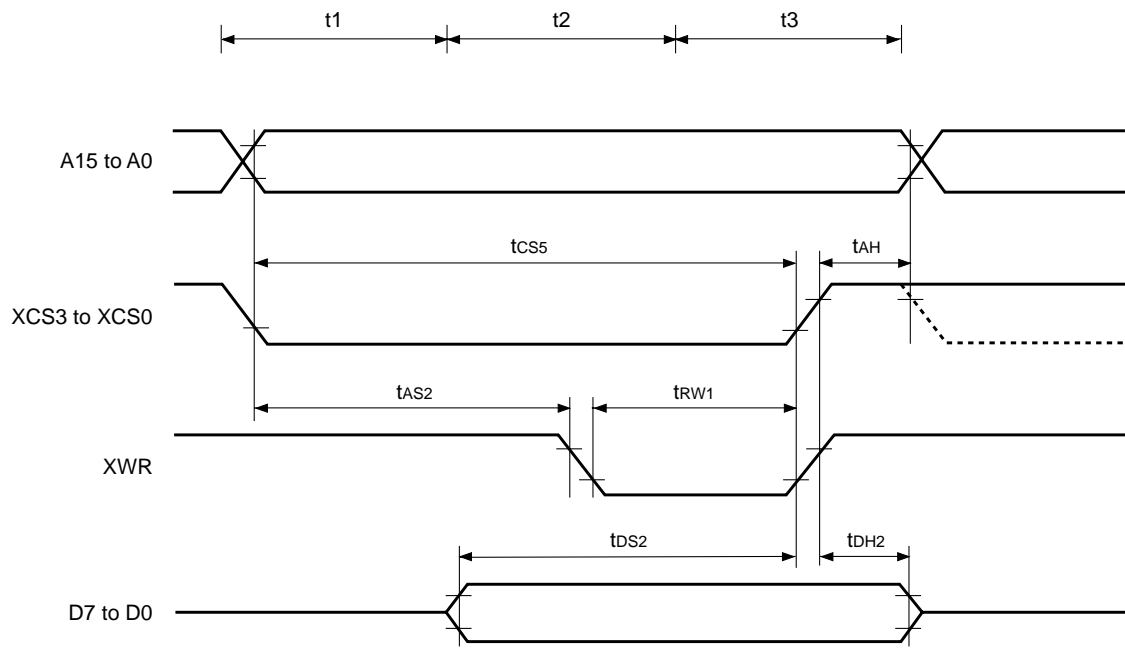 t1 t2 t3
A15 to A0
tCS5 tAH
XCS3 to XCS0
tAS2 tRW1
XWR
tDS2 tDH2
D7 to D0